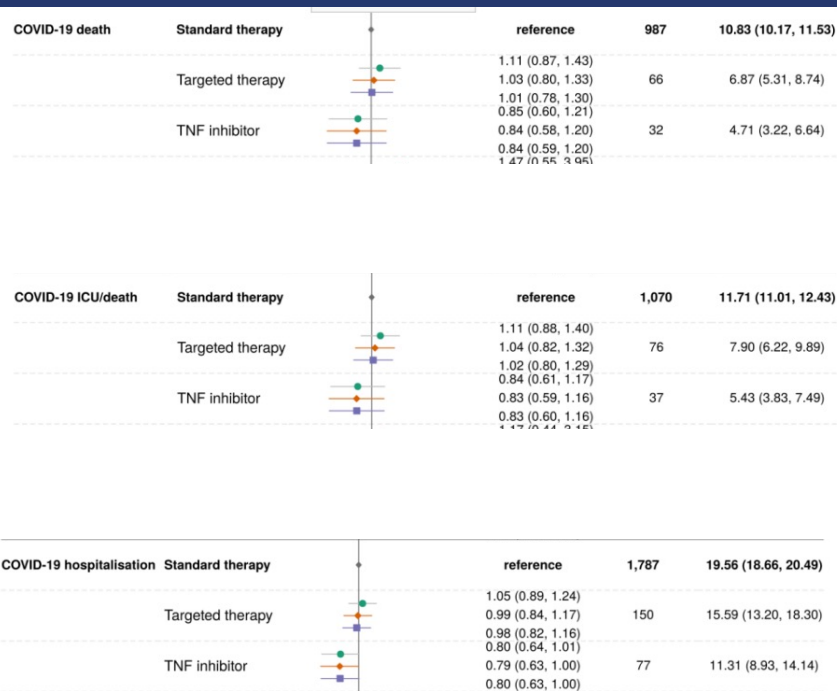 COVID-19 death Standard therapy reference 987 10.83 (10.17, 11.53)
1.11 (0.87, 1.43)
Targeted therapy 1.03 (0.80, 1.33) 66 6.87 (5.31, 8.74)
1.01 (0.78, 1.30)
0.85 (0.60, 1.21)
TNF inhibitor 0.84 (0.58, 1.20) 32 4.71 (3.22, 6.64)
0.84 (0.59, 1.20)
1.47 (0.55, 3.95)
COVID-19 ICU/death Standard therapy reference 1,070 11.71 (11.01, 12.43)
1.11 (0.88, 1.40)
Targeted therapy 1.04 (0.82, 1.32) 76 7.90 (6.22, 9.89)
1.02 (0.80, 1.29)
0.84 (0.61, 1.17)
TNF inhibitor 0.83 (0.59, 1.16) 37 5.43 (3.83, 7.49)
0.83 (0.60, 1.16)
COVID-19 hospitalisation Standard therapy reference 1,787 19.56 (18.66, 20.49)
1.05 (0.89, 1.24)
Targeted therapy 0.99 (0.84, 1.17) 150 15.59 (13.20, 18.30)
0.98 (0.82, 1.16)
0.80 (0.64, 1.01)
TNF inhibitor 0.79 (0.63, 1.00) 77 11.31 (8.93, 14.14)
0.80 (0.63, 1.00)